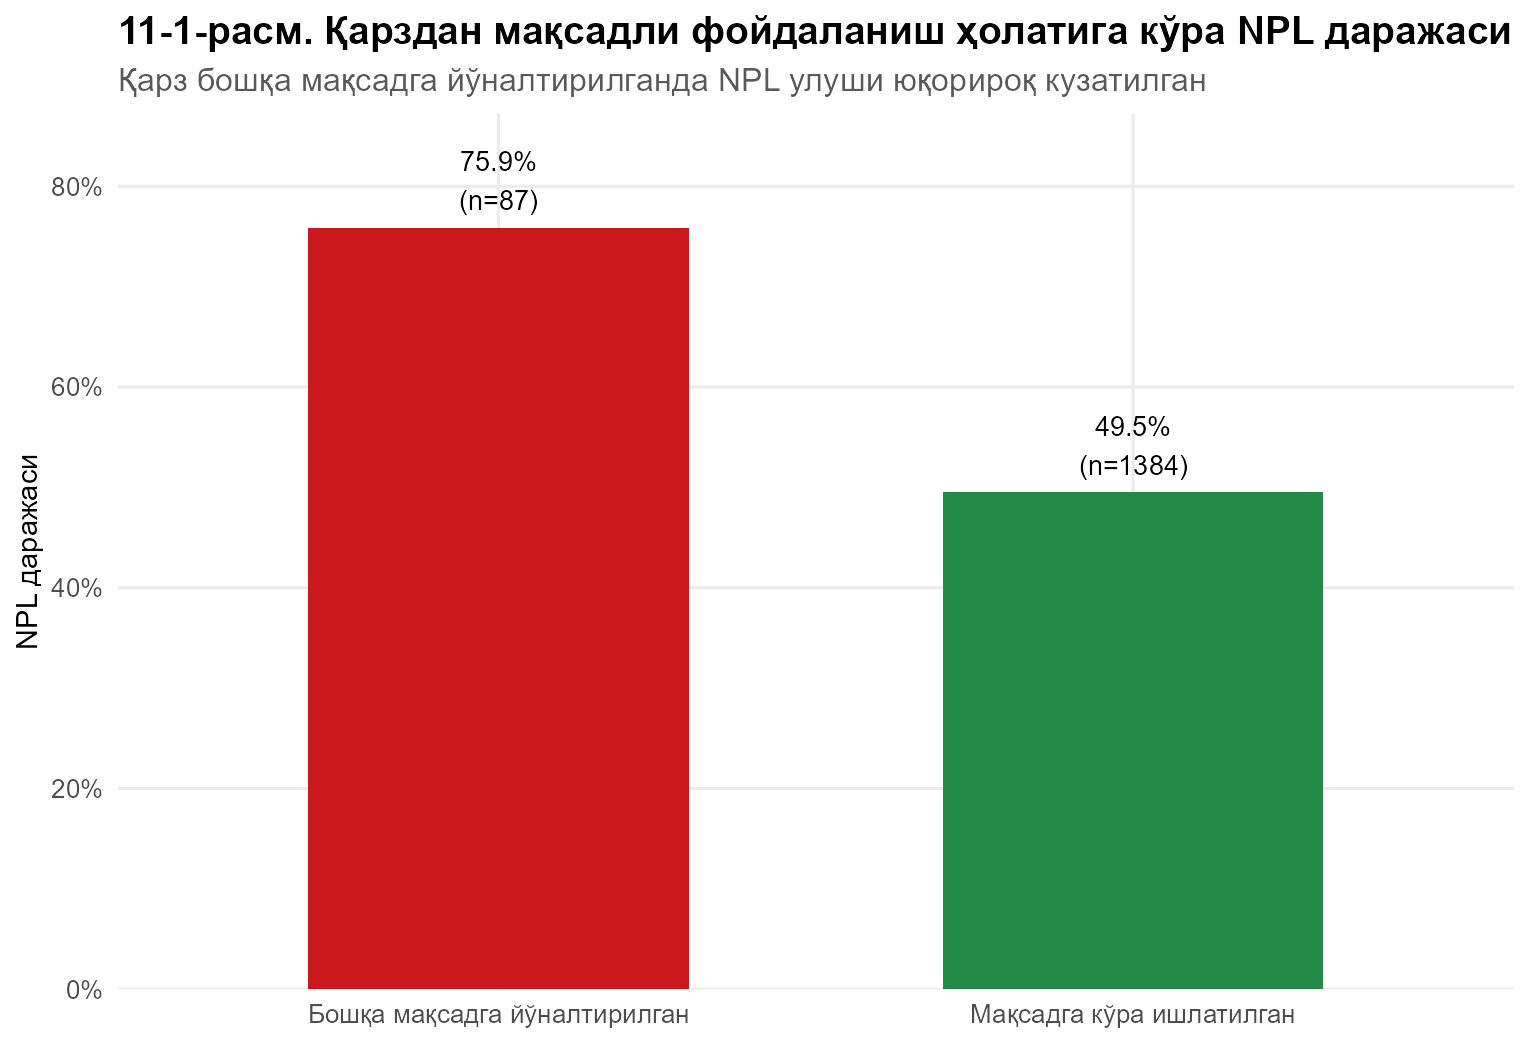 11-1-расм. Қарздан мақсадли фойдаланиш ҳолатига кўра NPL даражаси
Қарз бошқа мақсадга йўналтирилганда NPL улуши юқорироқ кузатилган
NPL даражаси
80%
60%
40%
20%
0%
75.9%
(n=87)
49.5%
(n=1384)
Бошқа мақсадга йўналтирилган
Мақсадга кўра ишлатилган